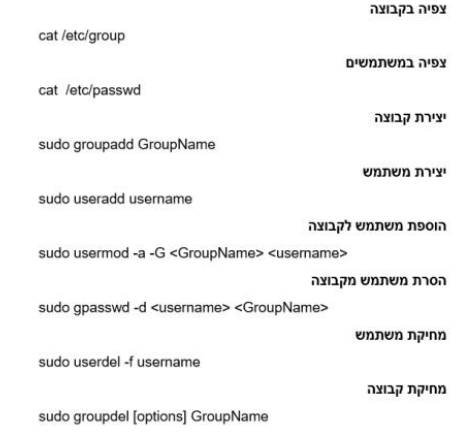 צפיה בקבוצה
cat /etc/group
צפיה במשתמשים
cat /etc/passwd
יצירת קבוצה
sudo groupadd GroupName
יצירת משתמש
sudo useradd username
הוספת משתמש לקבוצה
sudo usermod -a -G <GroupName> <username>
הסרת משתמש מקבוצה
sudo gpasswd -d <username> <GroupName>
מחיקת משתמש
sudo userdel -f username
מחיקת קבוצה
sudo groupdel [options] GroupName